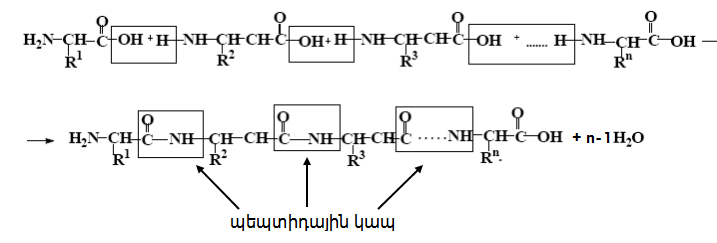 H₂N—CH—C(=O)—OH + H—NH—CH—CH—C(=O)—OH + H—NH—CH—CH—C(=O)—OH + ....... H—NH—CH—C(=O)—OH —
R¹ R² R³ Rⁿ
→ H₂N—CH—C(=O)—NH—CH—CH—C(=O)—NH—CH—CH—C(=O)·····NH—CH—C(=O)—OH + n-1H₂O
R¹ R² R³ Rⁿ.
պեպտիդային կապ